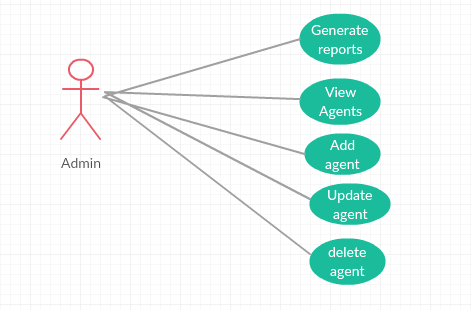 Generate
reports
View
Agents
Add
agent
Update
agent
delete
agent
Admin